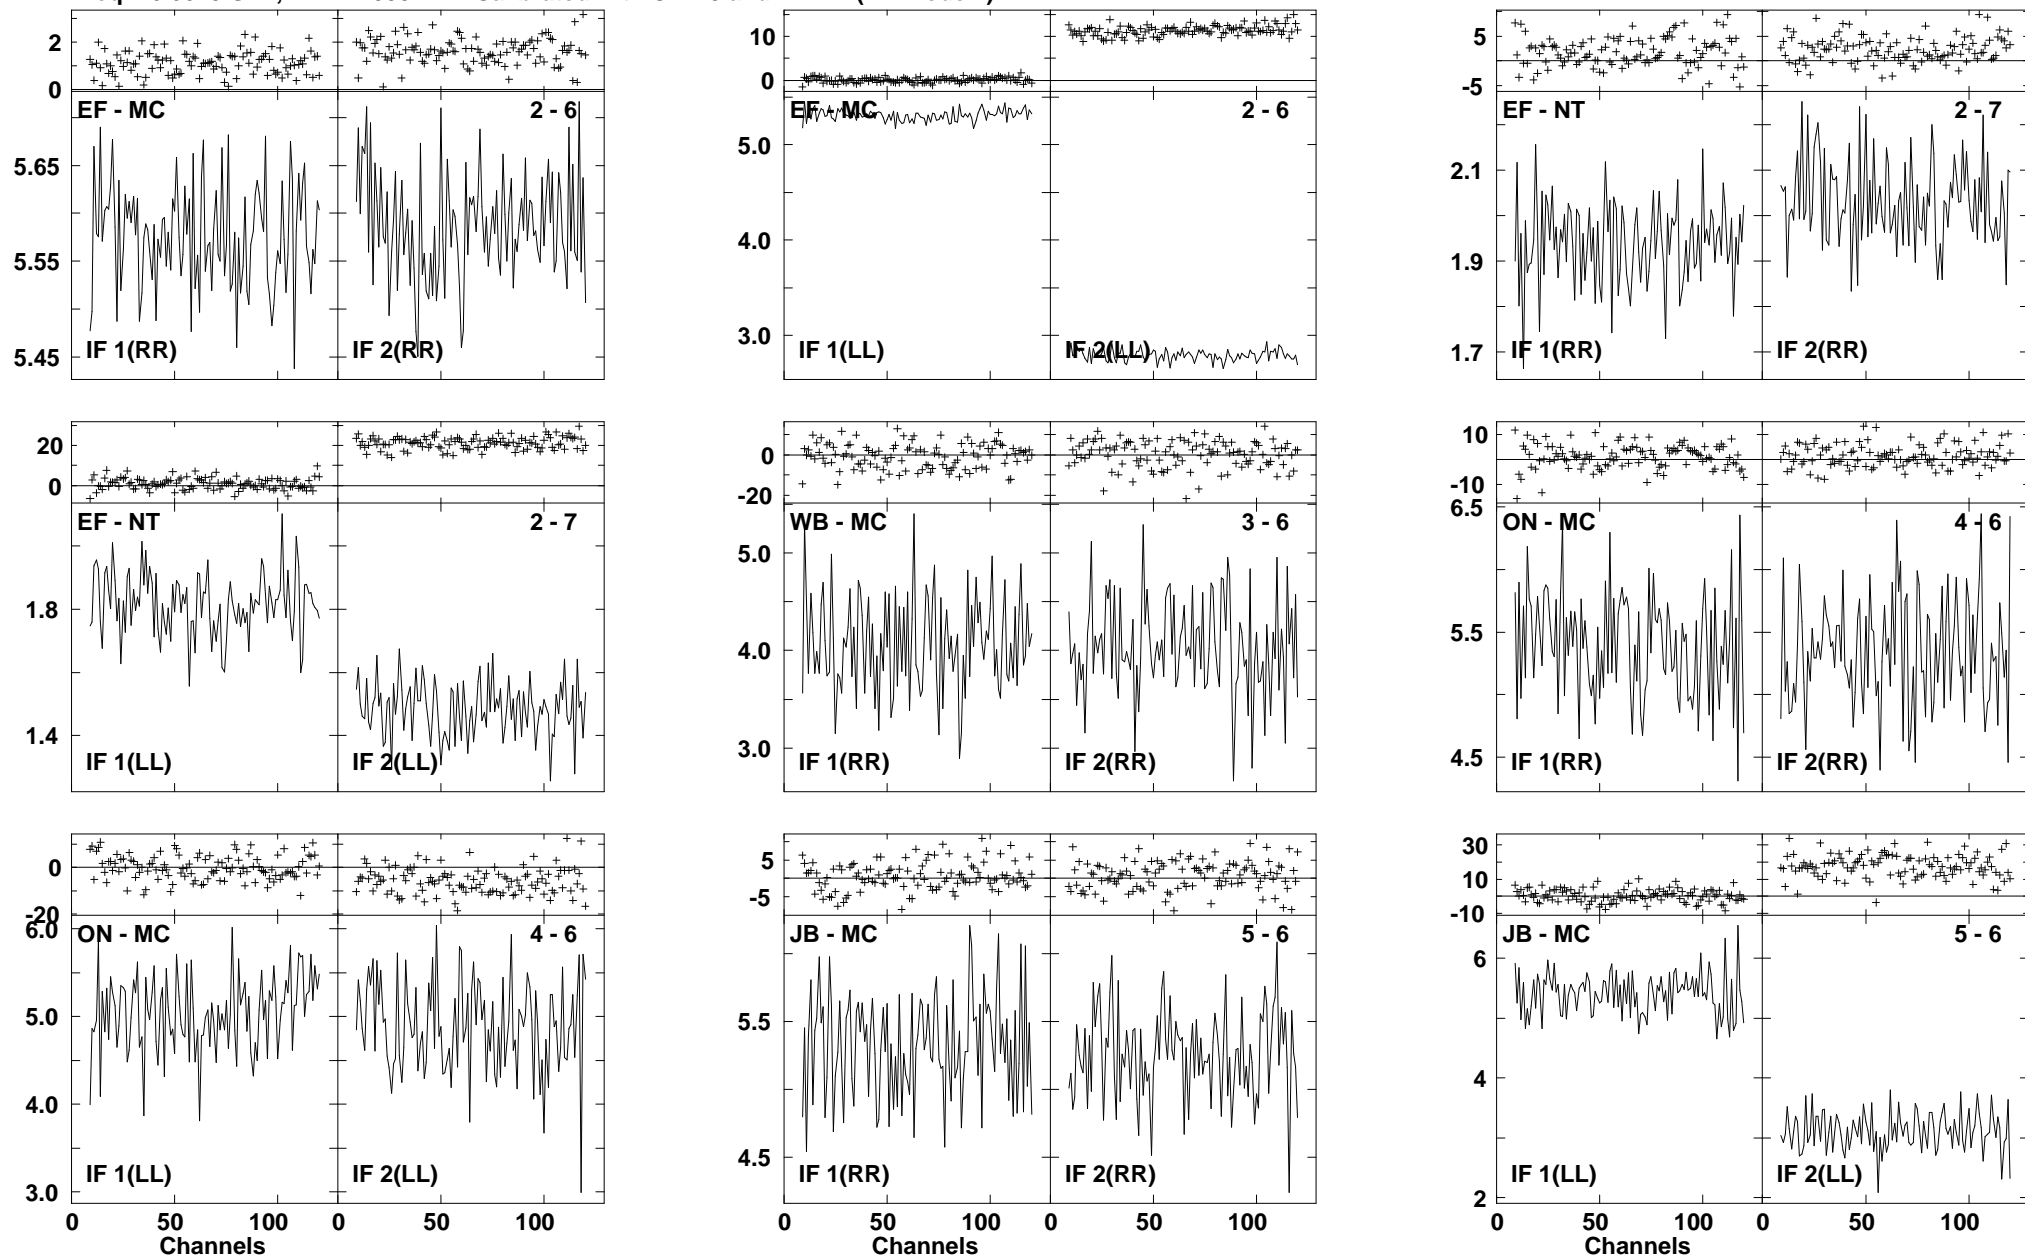 2
0
10
0
5
-5
EF - MC 2 - 6
EF - MC 2 - 6
EF - NT 2 - 7
5.65
5.55
5.45
5.0
4.0
3.0
2.1
1.9
1.7
IF 1(RR) IF 2(RR)
IF 1(LL) IF 2(LL)
IF 1(RR) IF 2(RR)
20
0
0
-20
10
-10
EF - NT 2 - 7
WB - MC 3 - 6
ON - MC 4 - 6
1.8
1.4
5.0
4.0
3.0
6.5
5.5
4.5
IF 1(LL) IF 2(LL)
IF 1(RR) IF 2(RR)
IF 1(RR) IF 2(RR)
0
-20
5
-5
30
10
-10
ON - MC 4 - 6
JB - MC 5 - 6
JB - MC 5 - 6
6.0
5.0
4.0
3.0
5.5
4.5
6
4
2
IF 1(LL) IF 2(LL)
IF 1(RR) IF 2(RR)
IF 1(LL) IF 2(LL)
0 50 100 0 50 100
0 50 100 0 50 100
0 50 100 0 50 100
Channels
Channels